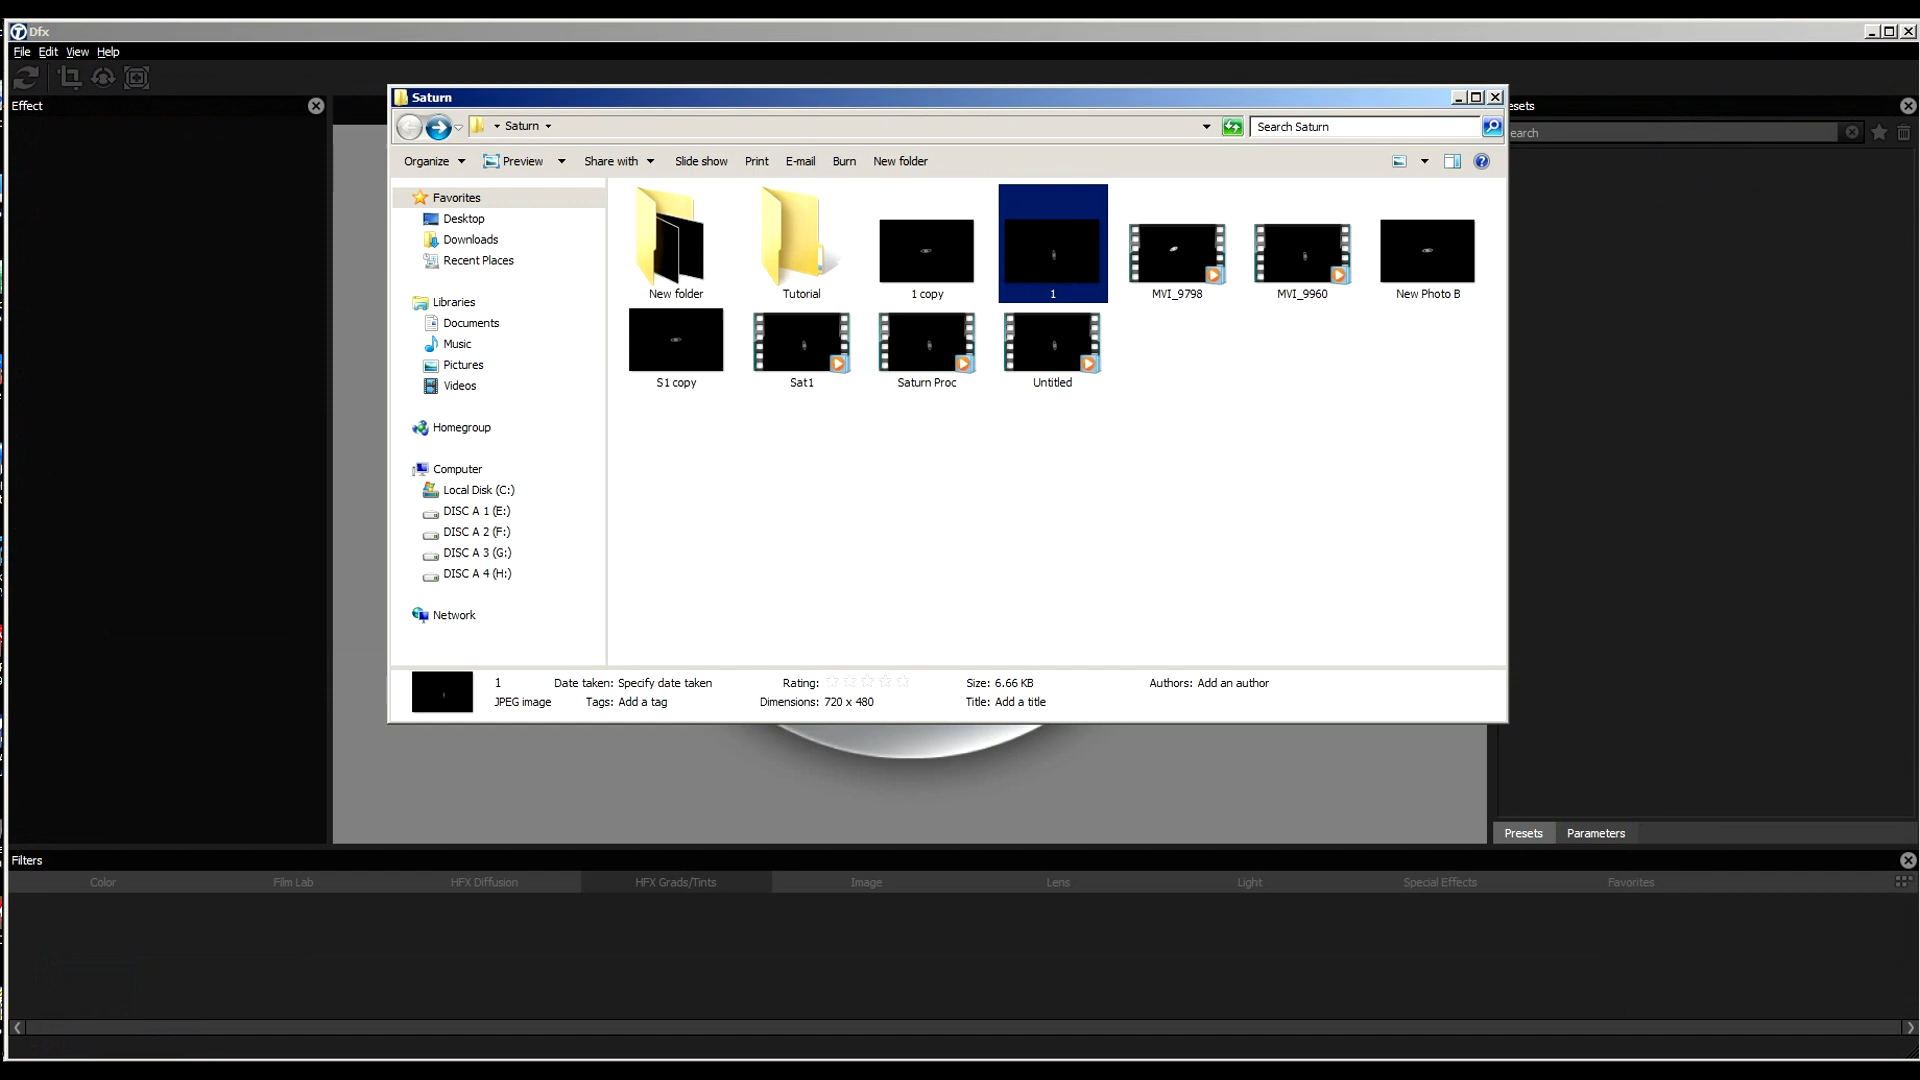 Dfx
File Edit View Help
Effect
esets
earch
Saturn
Saturn
Search Saturn
Organize Preview Share with Slide show Print E-mail Burn New folder
Favorites
Desktop
Downloads
Recent Places
Libraries
Documents
Music
Pictures
Videos
Homegroup
Computer
Local Disk (C:)
DISC A 1 (E:)
DISC A 2 (F:)
DISC A 3 (G:)
DISC A 4 (H:)
Network
New folder Tutorial 1 copy 1 MVI_9798 MVI_9960 New Photo B
S1 copy Sat1 Saturn Proc Untitled
1 Date taken: Specify date taken Rating: Size: 6.66 KB Authors: Add an author
JPEG image Tags: Add a tag Dimensions: 720 x 480 Title: Add a title
Presets Parameters
Filters
Color Film Lab HFX Diffusion HFX Grads/Tints Image Lens Light Special Effects Favorites